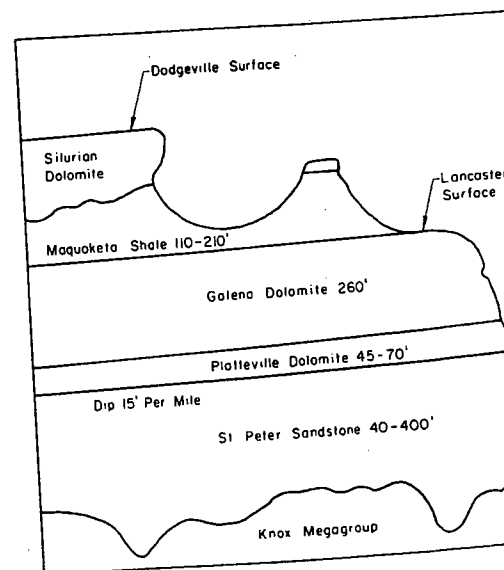 Dodgeville Surface
Silurian
Dolomite
Lancaster
Surface
Maquoketa Shale 110-210'
Galena Dolomite 260'
Platteville Dolomite 45-70'
Dip 15' Per Mile
St Peter Sandstone 40-400'
Knox Megagroup